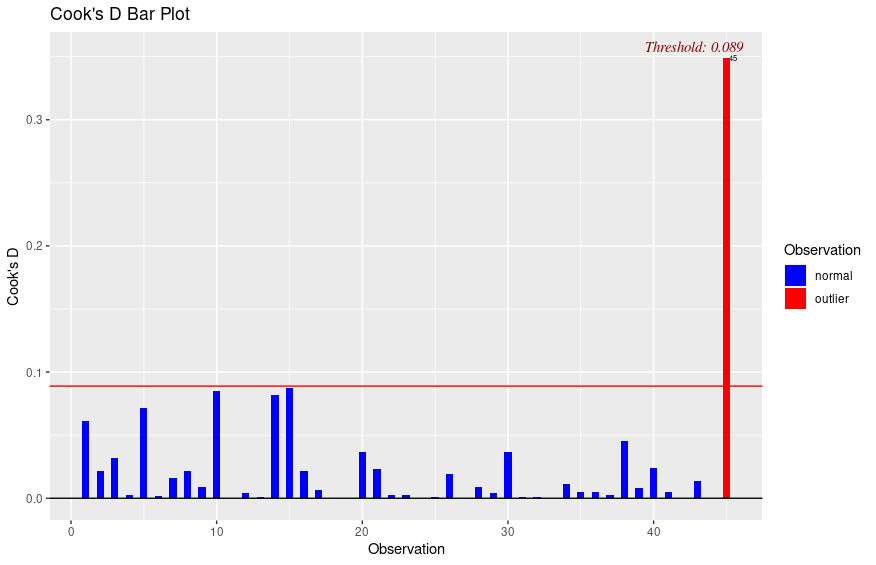 Cook's D Bar Plot
Threshold: 0.089
45
0.3
0.2
0.1
0.0
Cook's D
0
10
20
30
40
Observation
Observation
normal
outlier